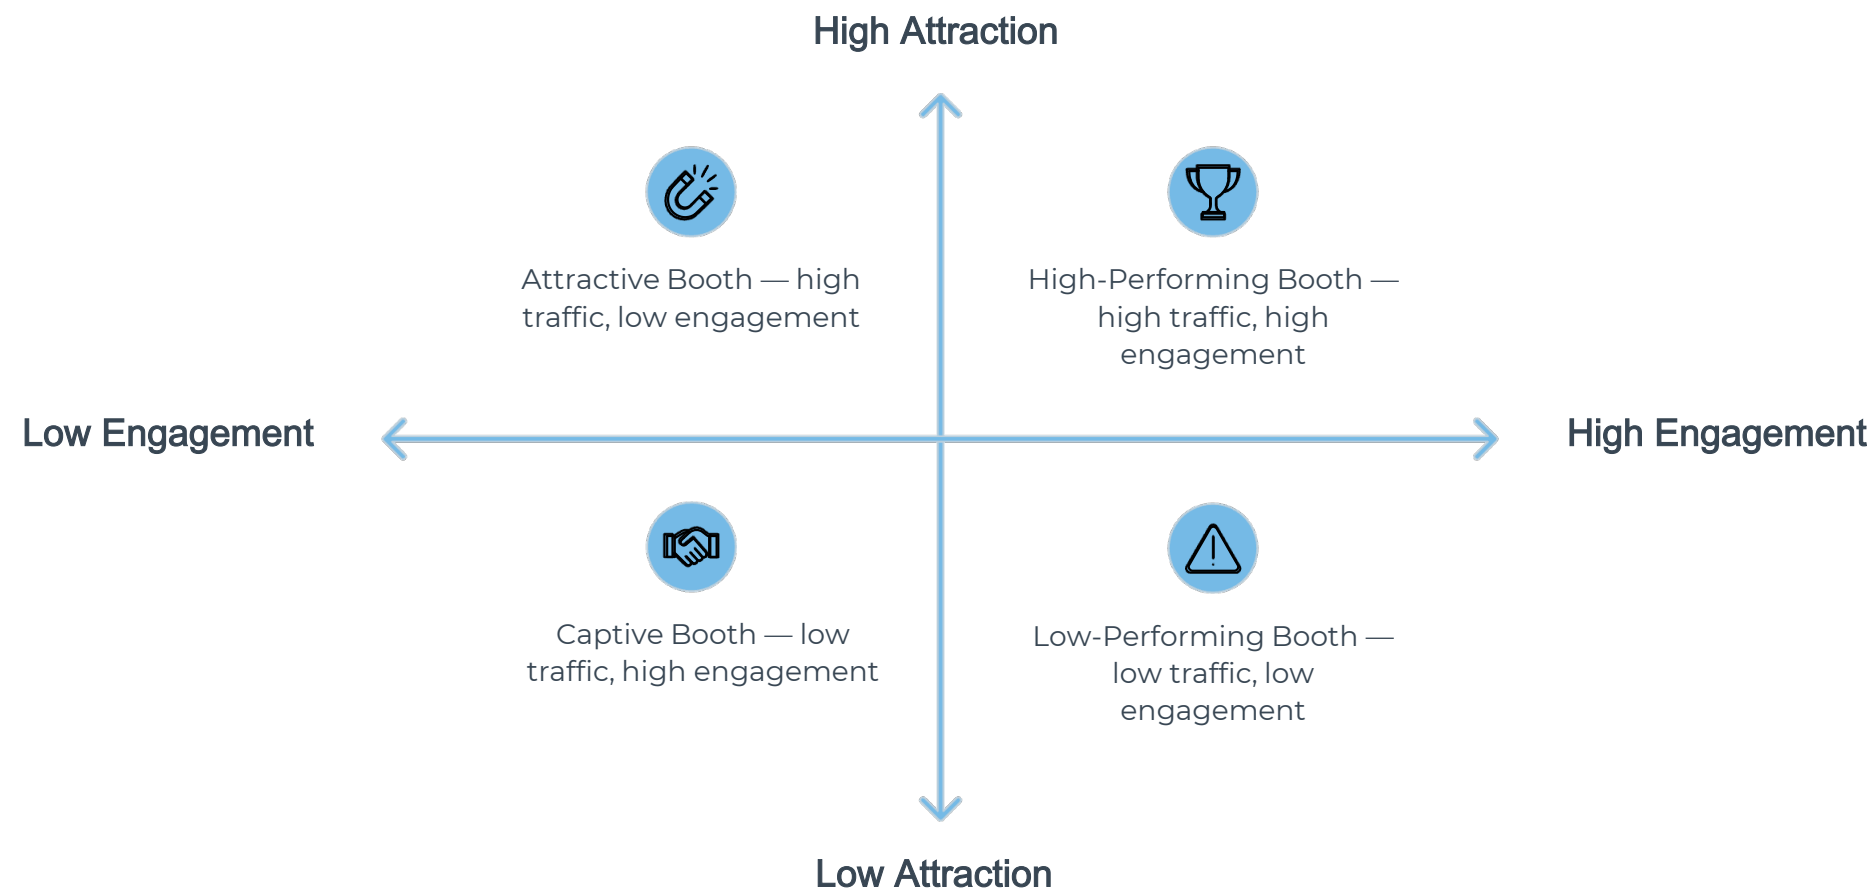 High Attraction
Attractive Booth — high
traffic, low engagement
High-Performing Booth —
high traffic, high
engagement
Low Engagement
High Engagement
Captive Booth — low
traffic, high engagement
Low-Performing Booth —
low traffic, low
engagement
Low Attraction